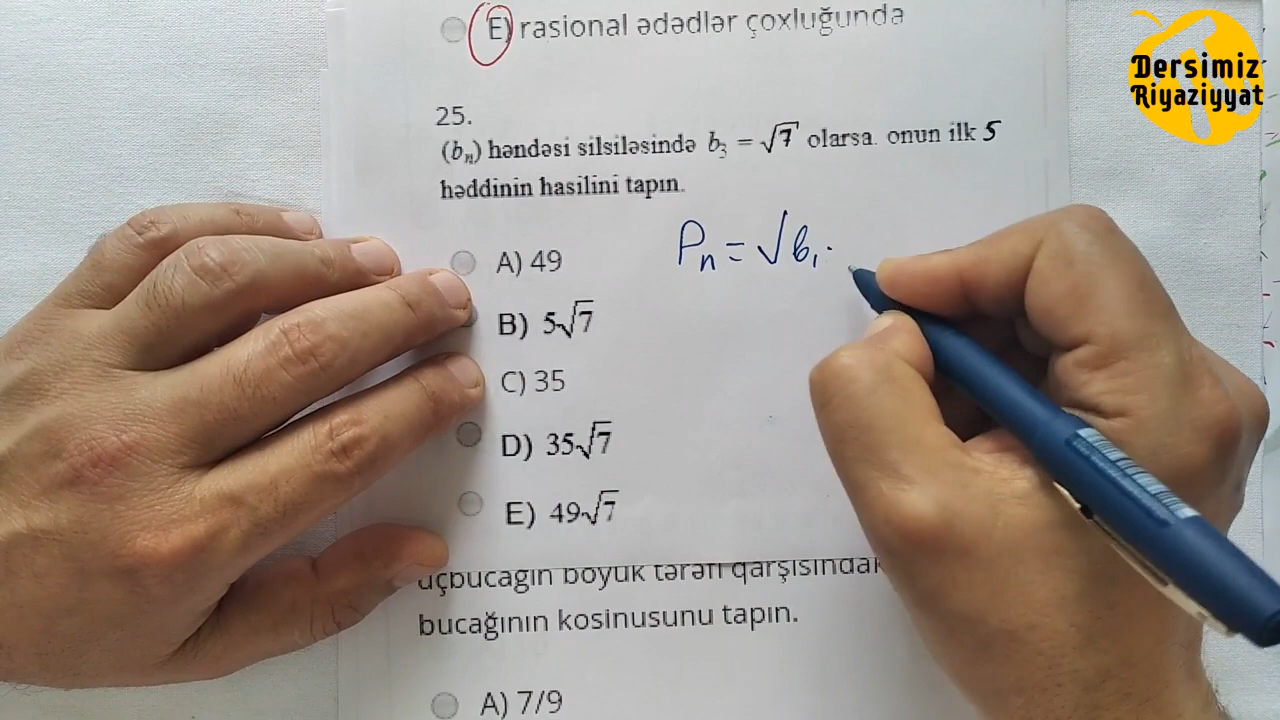 E) rasional ədədlər çoxluğunda
Dersimiz
Riyaziyyat
25.
(bₙ) həndəsi silsiləsində b₃ = √7 olarsa. onun ilk 5
həddinin hasilini tapın.
Pₙ = √b₁ ·
A) 49
B) 5√7
C) 35
D) 35√7
E) 49√7
üçbucağın böyük tərəfi qarşısındak
bucağının kosinusunu tapın.
A) 7/9